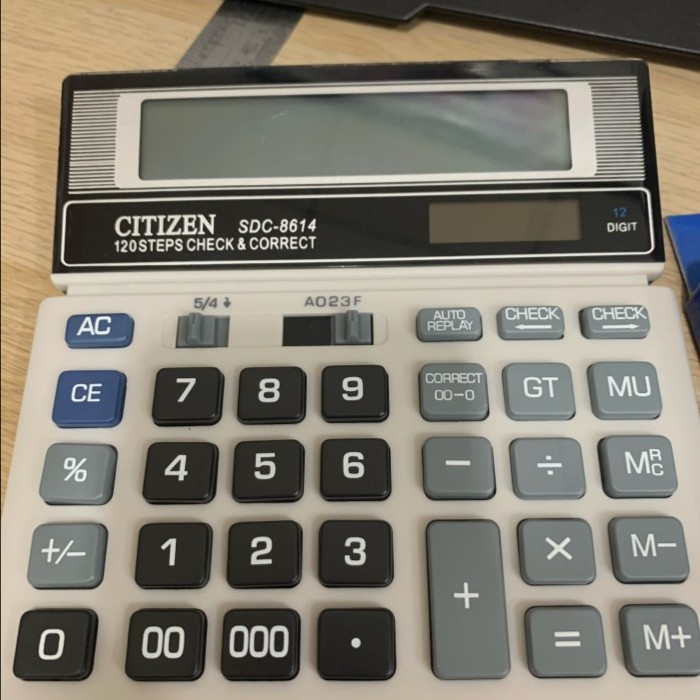 CITIZEN SDC-8614
120 STEPS CHECK & CORRECT
12
DIGIT
5/4 A023F
AC AUTO REPLAY CHECK CHECK
CE 7 8 9 CORRECT 00→0 GT MU
% 4 5 6 − ÷ MRC
+/− 1 2 3 + × M−
0 00 000 . = M+